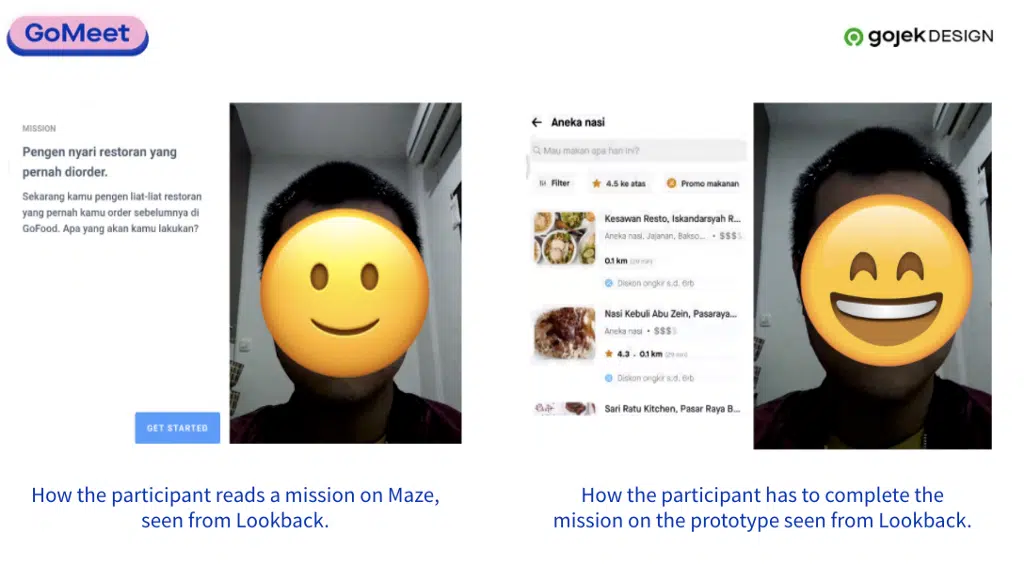 GoMeet
gojek DESIGN
MISSION
Pengen nyari restoran yang
pernah diorder.
Sekarang kamu pengen liat-liat restoran
yang pernah kamu order sebelumnya di
GoFood. Apa yang akan kamu lakukan?
GET STARTED
Aneka nasi
Mau makan apa hari ini?
Filter
4.5 ke atas
Promo makanan
Kesawan Resto, Iskandarsyah R...
Aneka nasi, Jajanan, Bakso... • $$$$
0.1 km (29 min)
Diskon ongkir s.d. 6rb
Nasi Kebuli Abu Zein, Pasaraya...
Aneka nasi • $$$$
4.3 . 0.1 km (29 min)
Diskon ongkir s.d. 6rb
Sari Ratu Kitchen, Pasar Raya B...
How the participant reads a mission on Maze,
seen from Lookback.
How the participant has to complete the
mission on the prototype seen from Lookback.